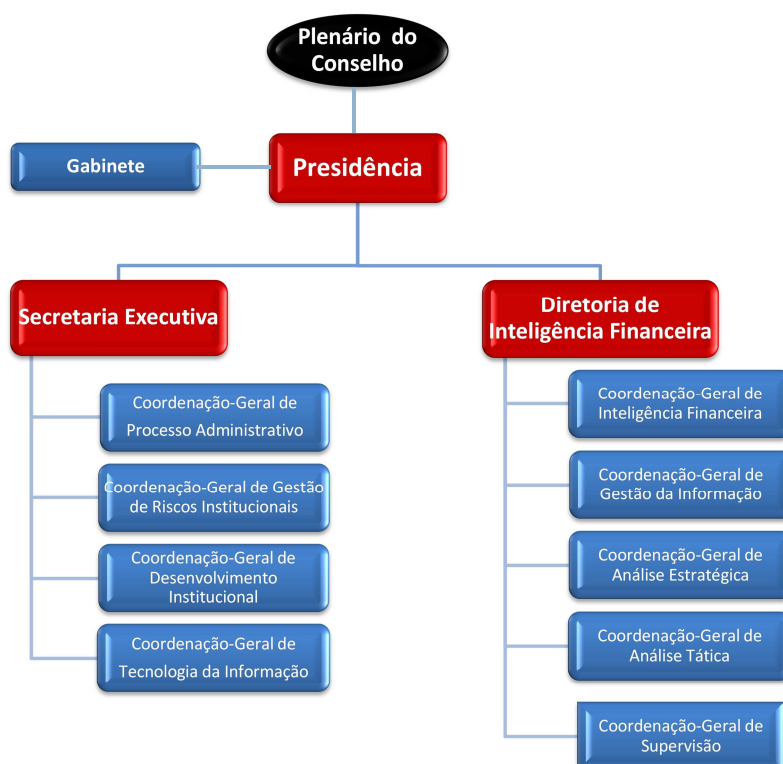 Plenário do
Conselho
Gabinete
Presidência
Secretaria Executiva
Coordenação-Geral de
Processo Administrativo
Coordenação-Geral de Gestão
de Riscos Institucionais
Coordenação-Geral de
Desenvolvimento
Institucional
Coordenação-Geral de
Tecnologia da Informação
Diretoria de
Inteligência Financeira
Coordenação-Geral de
Inteligência Financeira
Coordenação-Geral de
Gestão da Informação
Coordenação-Geral de
Análise Estratégica
Coordenação-Geral de
Análise Tática
Coordenação-Geral de
Supervisão